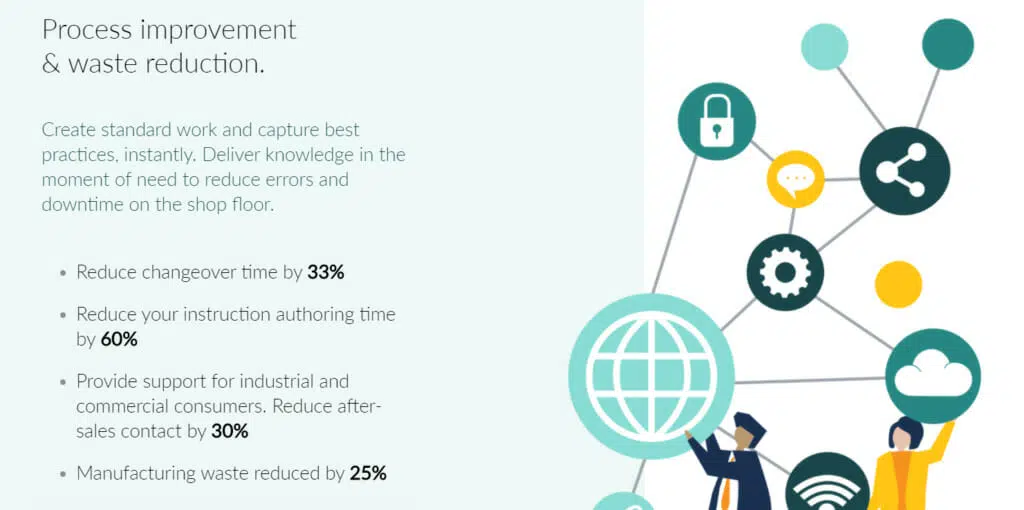 Process improvement
& waste reduction.
Create standard work and capture best
practices, instantly. Deliver knowledge in the
moment of need to reduce errors and
downtime on the shop floor.
Reduce changeover time by 33%
Reduce your instruction authoring time
by 60%
Provide support for industrial and
commercial consumers. Reduce after-
sales contact by 30%
Manufacturing waste reduced by 25%